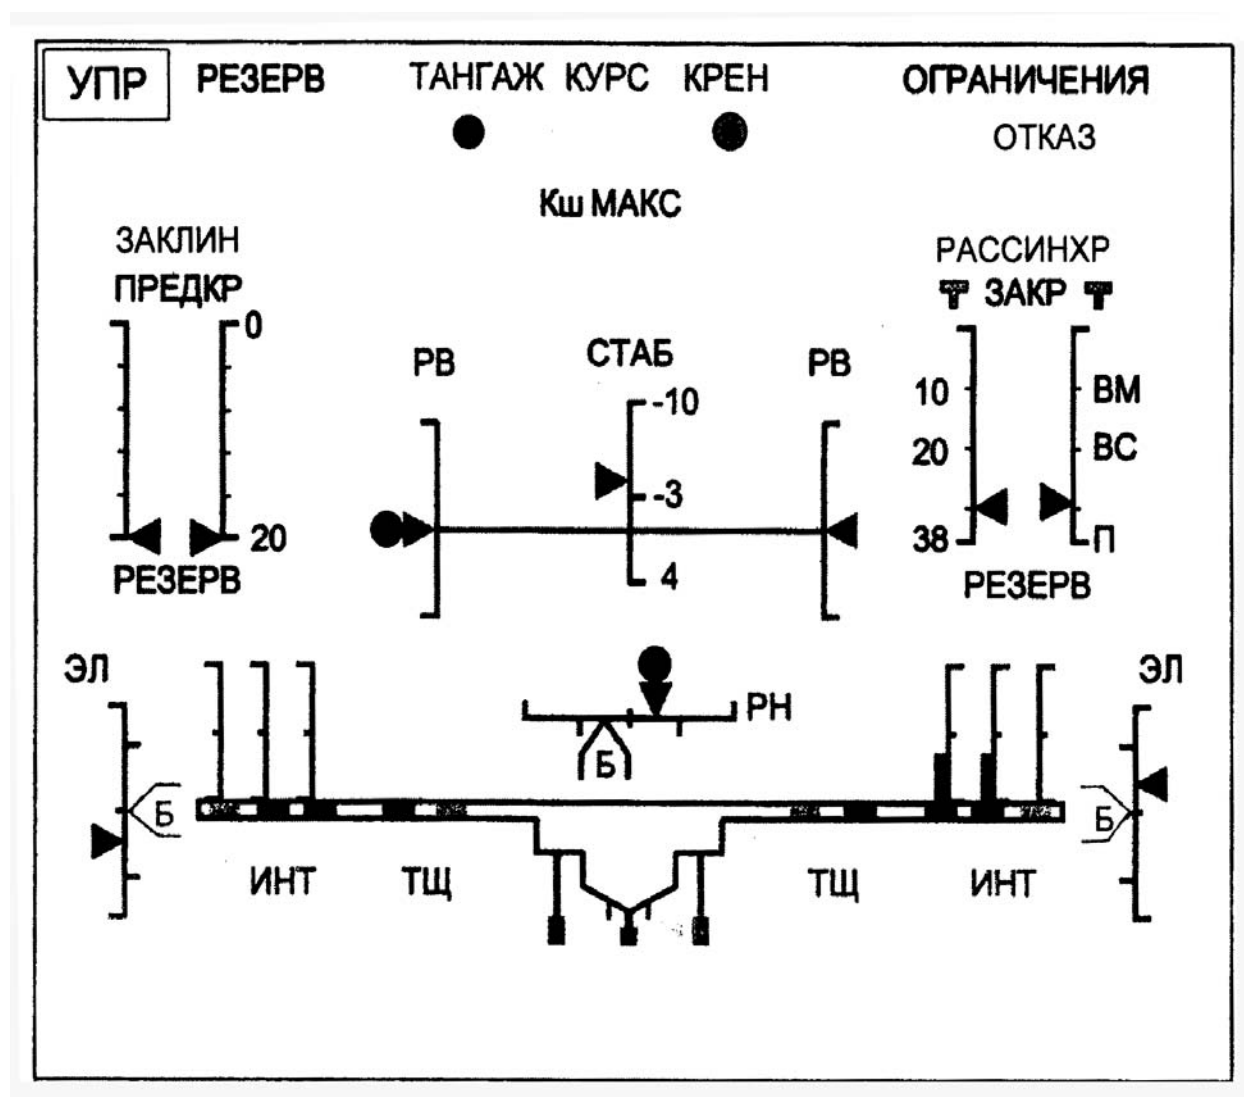 УПР РЕЗЕРВ ТАНГАЖ КУРС КРЕН ОГРАНИЧЕНИЯ
ОТКАЗ
Кш МАКС
ЗАКЛИН РАССИНХР
ПРЕДКР ЗАКР
0
РВ СТАБ РВ
-10 10 ВМ
20 ВС
-3
20 38 П
РЕЗЕРВ 4 РЕЗЕРВ
ЭЛ ЭЛ
РН
Б
Б Б
ИНТ ТЩ ТЩ ИНТ